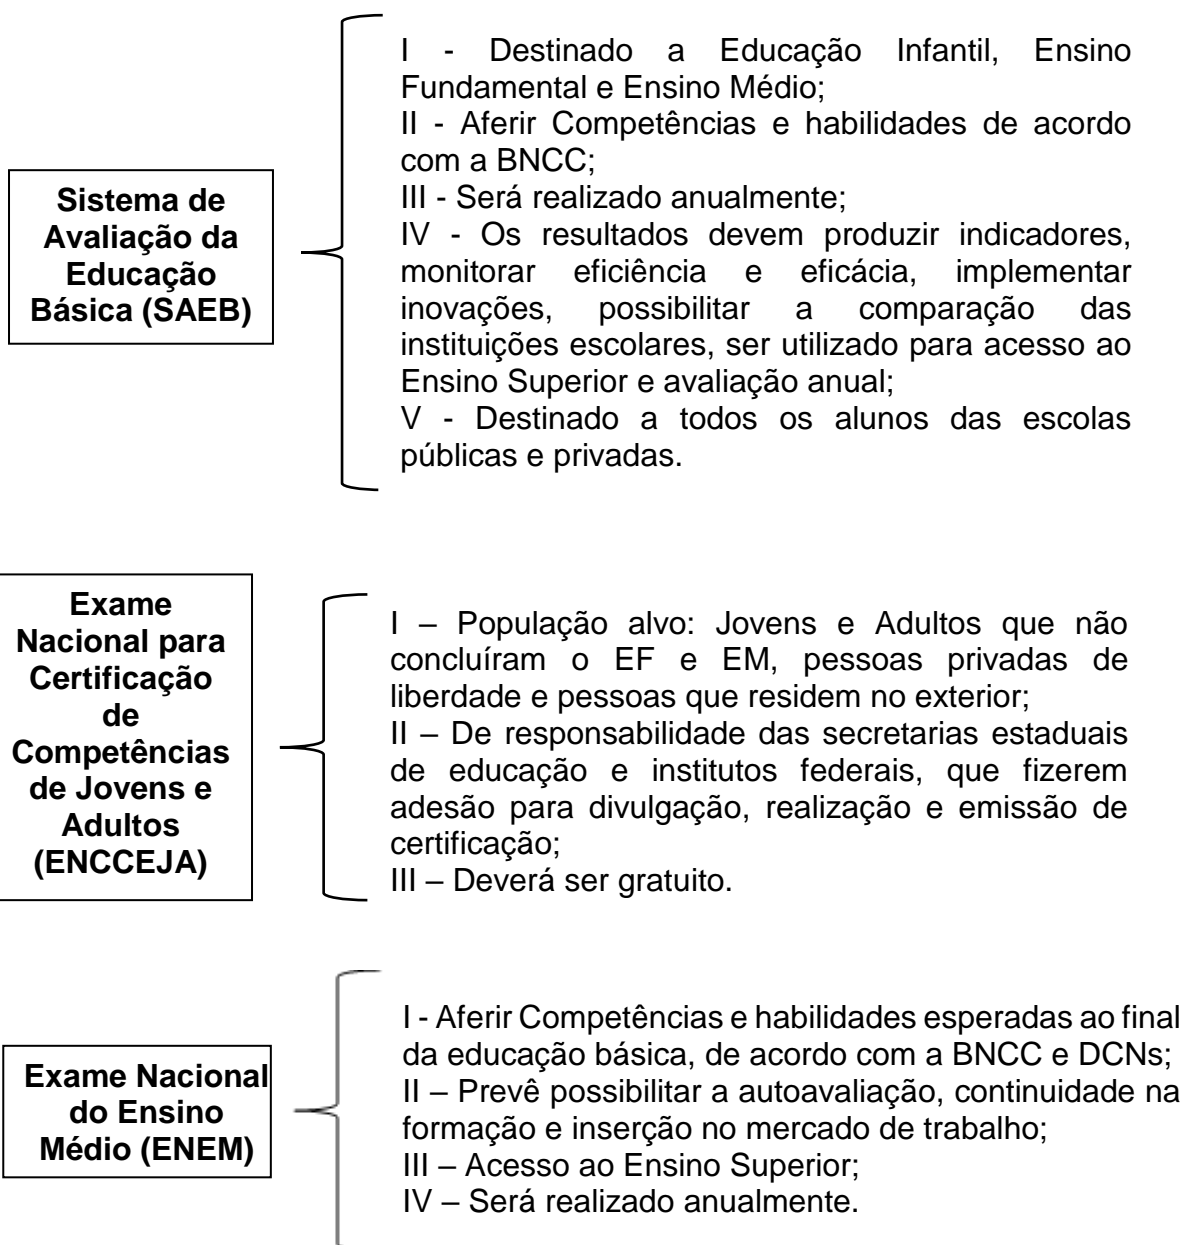 Sistema de
Avaliação da
Educação
Básica (SAEB)
I - Destinado a Educação Infantil, Ensino
Fundamental e Ensino Médio;
II - Aferir Competências e habilidades de acordo
com a BNCC;
III - Será realizado anualmente;
IV - Os resultados devem produzir indicadores,
monitorar eficiência e eficácia, implementar
inovações, possibilitar a comparação das
instituições escolares, ser utilizado para acesso ao
Ensino Superior e avaliação anual;
V - Destinado a todos os alunos das escolas
públicas e privadas.
Exame
Nacional para
Certificação
de
Competências
de Jovens e
Adultos
(ENCCEJA)
I – População alvo: Jovens e Adultos que não
concluíram o EF e EM, pessoas privadas de
liberdade e pessoas que residem no exterior;
II – De responsabilidade das secretarias estaduais
de educação e institutos federais, que fizerem
adesão para divulgação, realização e emissão de
certificação;
III – Deverá ser gratuito.
Exame Nacional
do Ensino
Médio (ENEM)
I - Aferir Competências e habilidades esperadas ao final
da educação básica, de acordo com a BNCC e DCNs;
II – Prevê possibilitar a autoavaliação, continuidade na
formação e inserção no mercado de trabalho;
III – Acesso ao Ensino Superior;
IV – Será realizado anualmente.